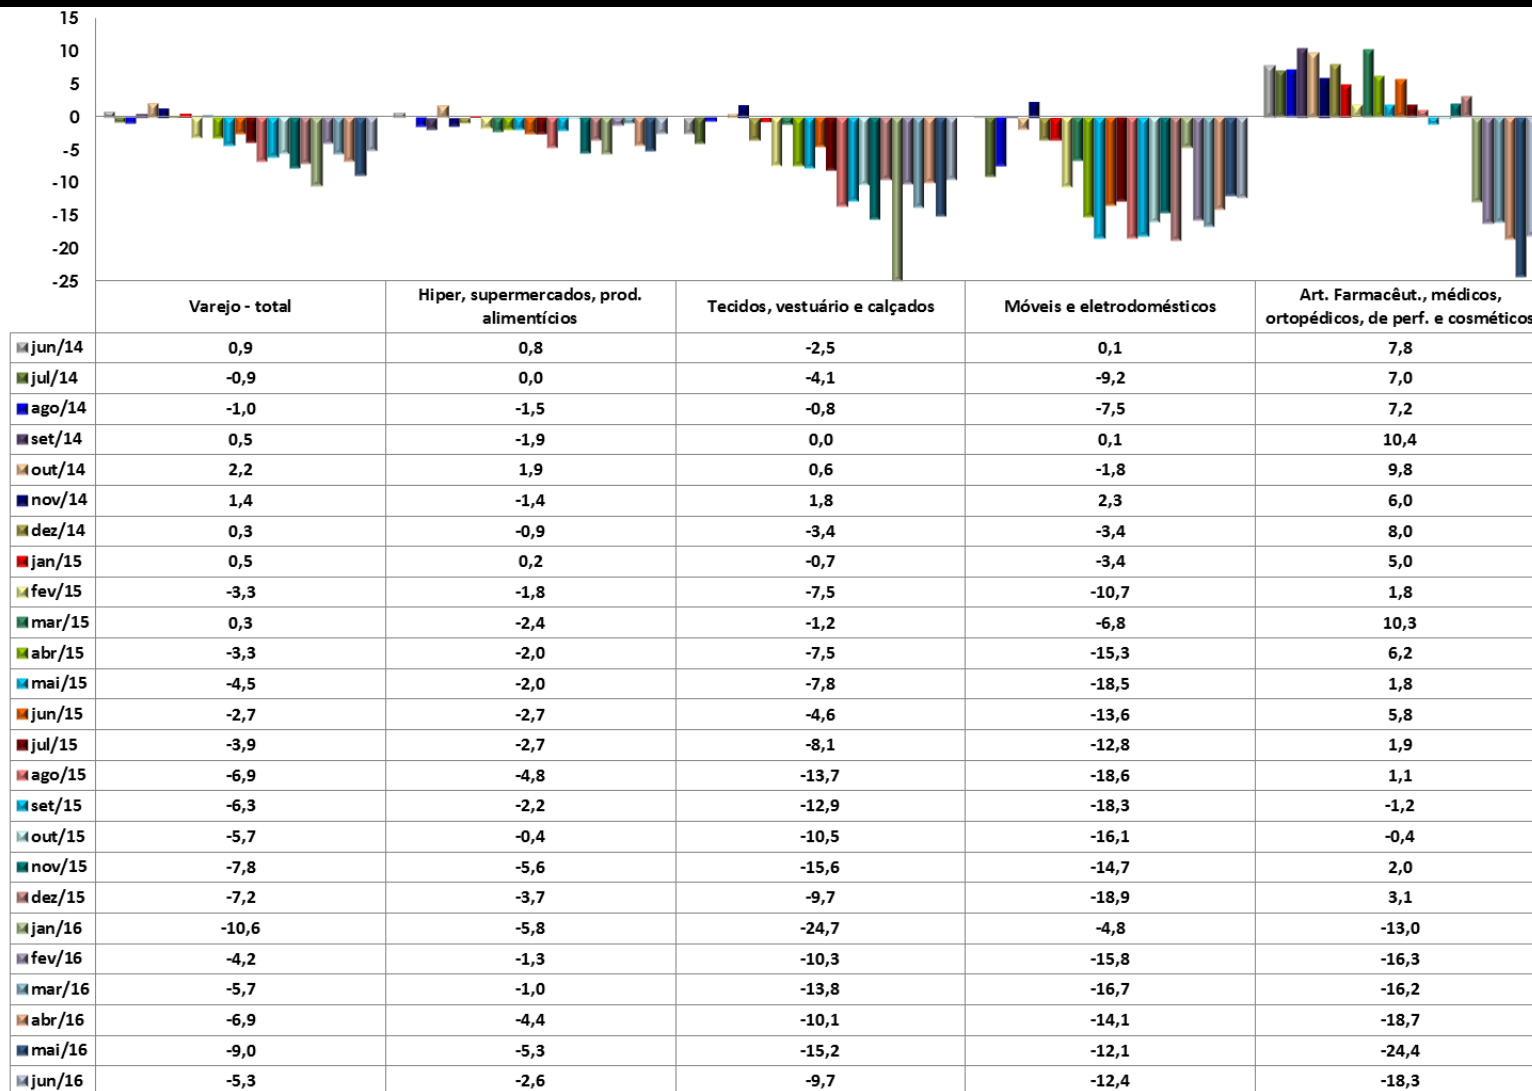 15
10
5
0
-5
-10
-15
-20
-25
Varejo - total
Hiper, supermercados, prod.
alimentícios
Tecidos, vestuário e calçados
Móveis e eletrodomésticos
Art. Farmacêut., médicos,
ortopédicos, de perf. e cosméticos
jun/14 0,9 0,8 -2,5 0,1 7,8
jul/14 -0,9 0,0 -4,1 -9,2 7,0
ago/14 -1,0 -1,5 -0,8 -7,5 7,2
set/14 0,5 -1,9 0,0 0,1 10,4
out/14 2,2 1,9 0,6 -1,8 9,8
nov/14 1,4 -1,4 1,8 2,3 6,0
dez/14 0,3 -0,9 -3,4 -3,4 8,0
jan/15 0,5 0,2 -0,7 -3,4 5,0
fev/15 -3,3 -1,8 -7,5 -10,7 1,8
mar/15 0,3 -2,4 -1,2 -6,8 10,3
abr/15 -3,3 -2,0 -7,5 -15,3 6,2
mai/15 -4,5 -2,0 -7,8 -18,5 1,8
jun/15 -2,7 -2,7 -4,6 -13,6 5,8
jul/15 -3,9 -2,7 -8,1 -12,8 1,9
ago/15 -6,9 -4,8 -13,7 -18,6 1,1
set/15 -6,3 -2,2 -12,9 -18,3 -1,2
out/15 -5,7 -0,4 -10,5 -16,1 -0,4
nov/15 -7,8 -5,6 -15,6 -14,7 2,0
dez/15 -7,2 -3,7 -9,7 -18,9 3,1
jan/16 -10,6 -5,8 -24,7 -4,8 -13,0
fev/16 -4,2 -1,3 -10,3 -15,8 -16,3
mar/16 -5,7 -1,0 -13,8 -16,7 -16,2
abr/16 -6,9 -4,4 -10,1 -14,1 -18,7
mai/16 -9,0 -5,3 -15,2 -12,1 -24,4
jun/16 -5,3 -2,6 -9,7 -12,4 -18,3